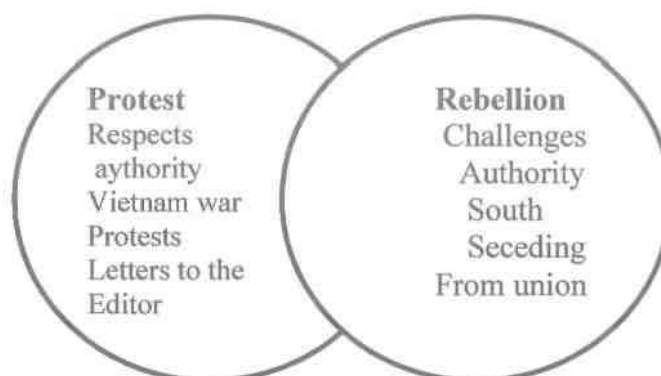 Protest
Respects
aythority
Vietnam war
Protests
Letters to the
Editor
Rebellion
Challenges
Authority
South
Seceding
From union